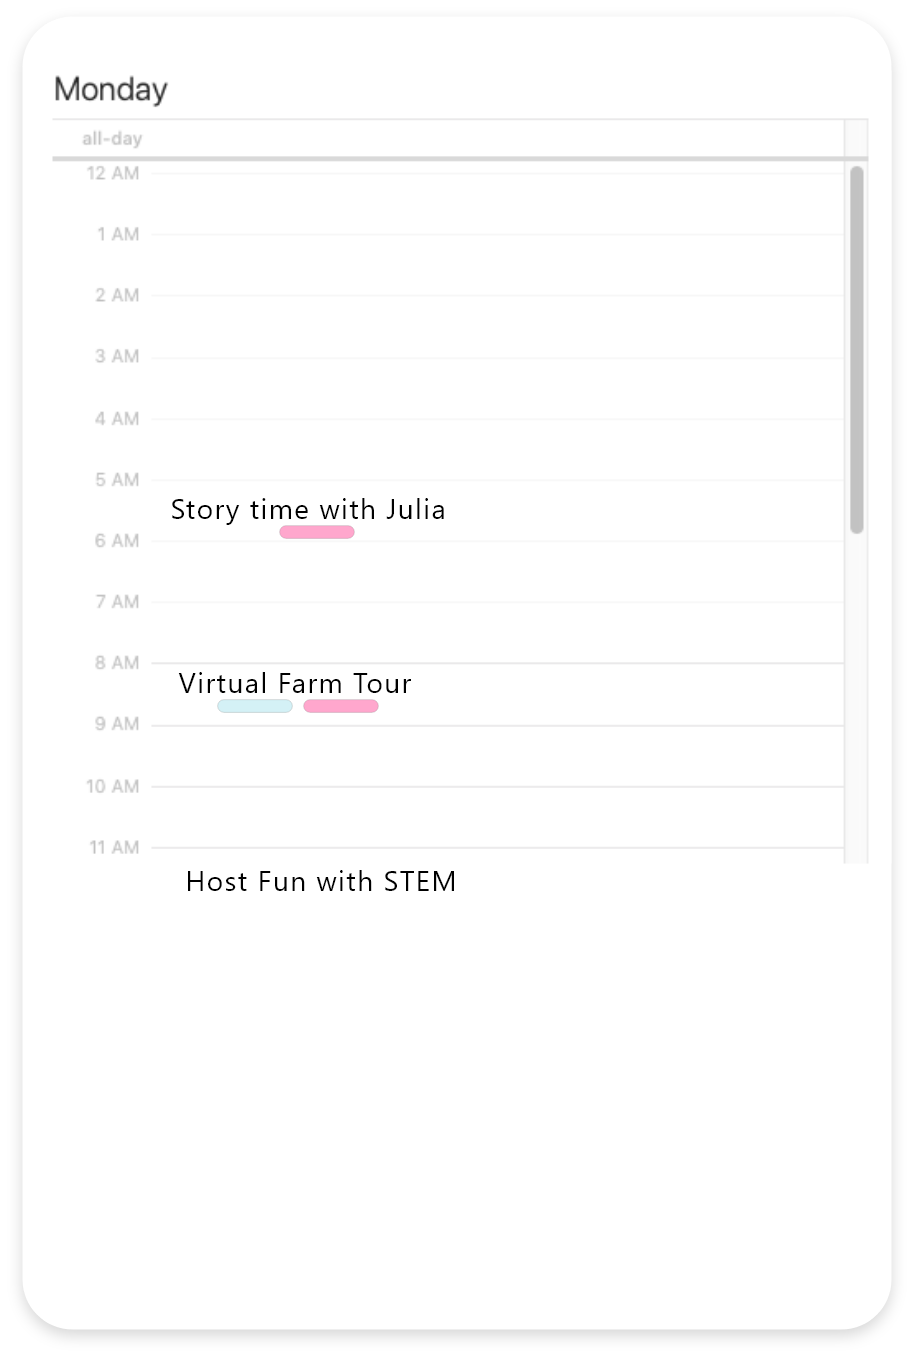 Monday
all-day
12 AM
1 AM
2 AM
3 AM
4 AM
5 AM
Story time with Julia
6 AM
7 AM
8 AM
Virtual Farm Tour
9 AM
10 AM
11 AM
Host Fun with STEM